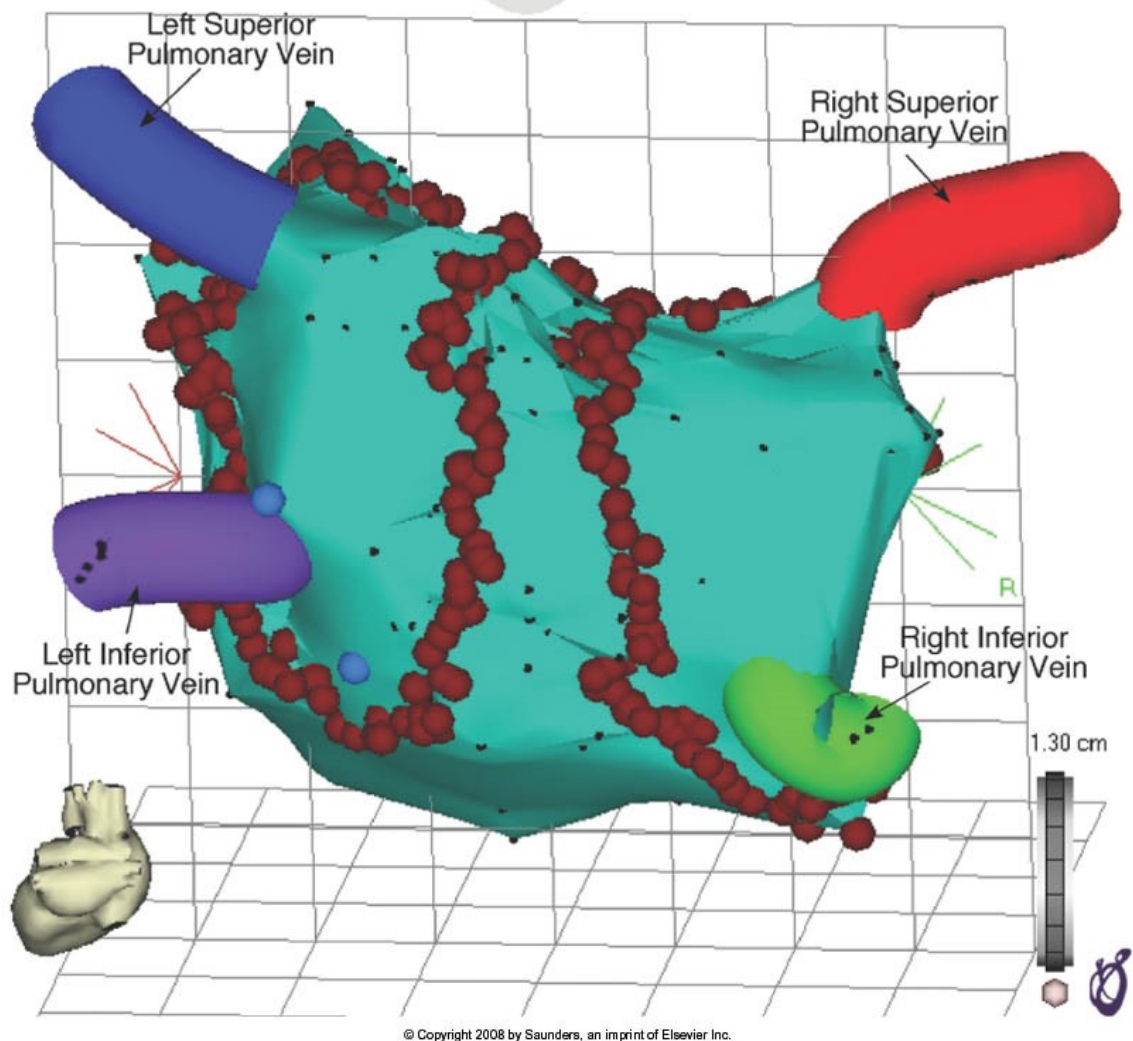 Left Superior
Pulmonary Vein
Right Superior
Pulmonary Vein
R
Left Inferior
Pulmonary Vein
Right Inferior
Pulmonary Vein
1.30 cm
© Copyright 2008 by Saunders, an imprint of Elsevier Inc.